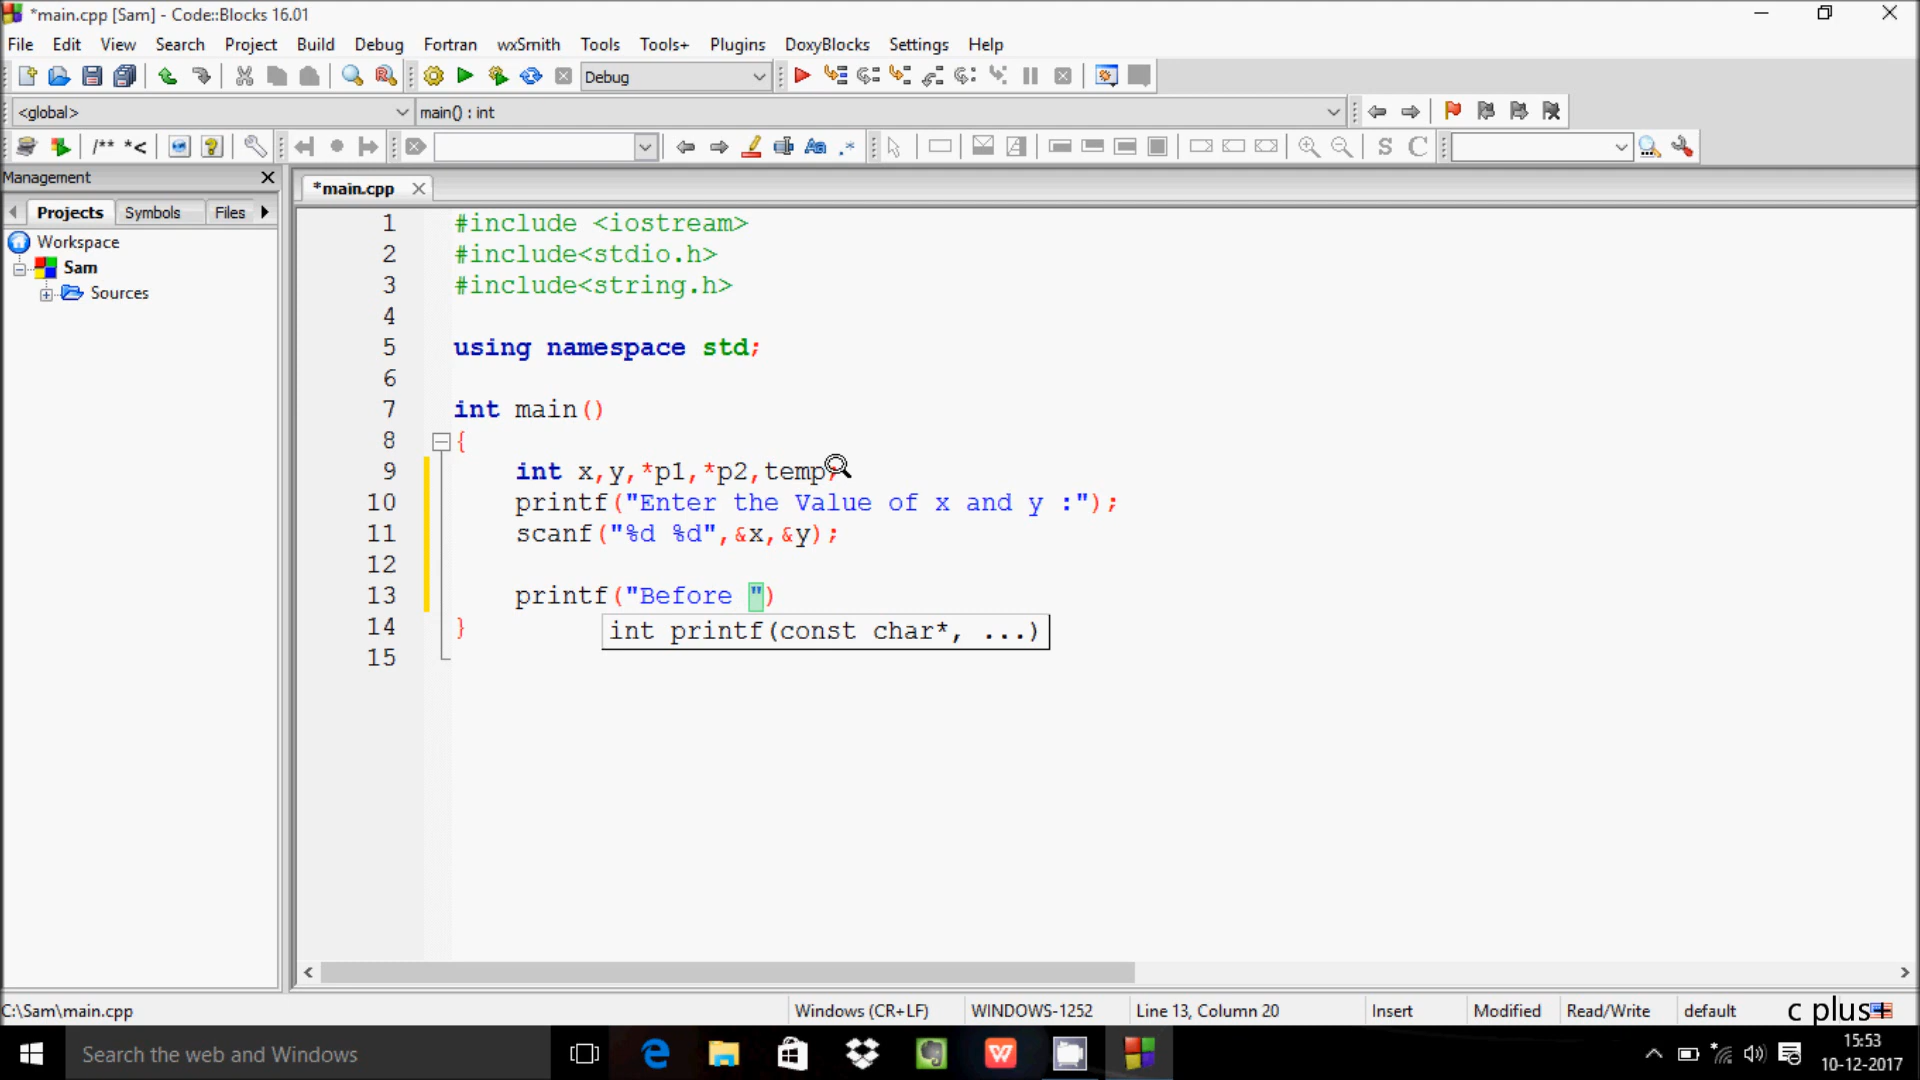 *main.cpp [Sam] - Code::Blocks 16.01
File Edit View Search Project Build Debug Fortran wxSmith Tools Tools+ Plugins DoxyBlocks Settings Help
Debug
<global> main() : int
/** *<
S C
Management
*main.cpp
Projects Symbols Files
Workspace
Sam
Sources
1 #include <iostream>
2 #include<stdio.h>
3 #include<string.h>
4
5 using namespace std;
6
7 int main()
8 {
9 int x,y,*p1,*p2,temp;
10 printf("Enter the Value of x and y :");
11 scanf("%d %d",&x,&y);
12
13 printf("Before ")
int printf(const char*, ...)
14 }
15
C:\Sam\main.cpp Windows (CR+LF) WINDOWS-1252 Line 13, Column 20 Insert Modified Read/Write default c plus
Search the web and Windows
15:53
10-12-2017